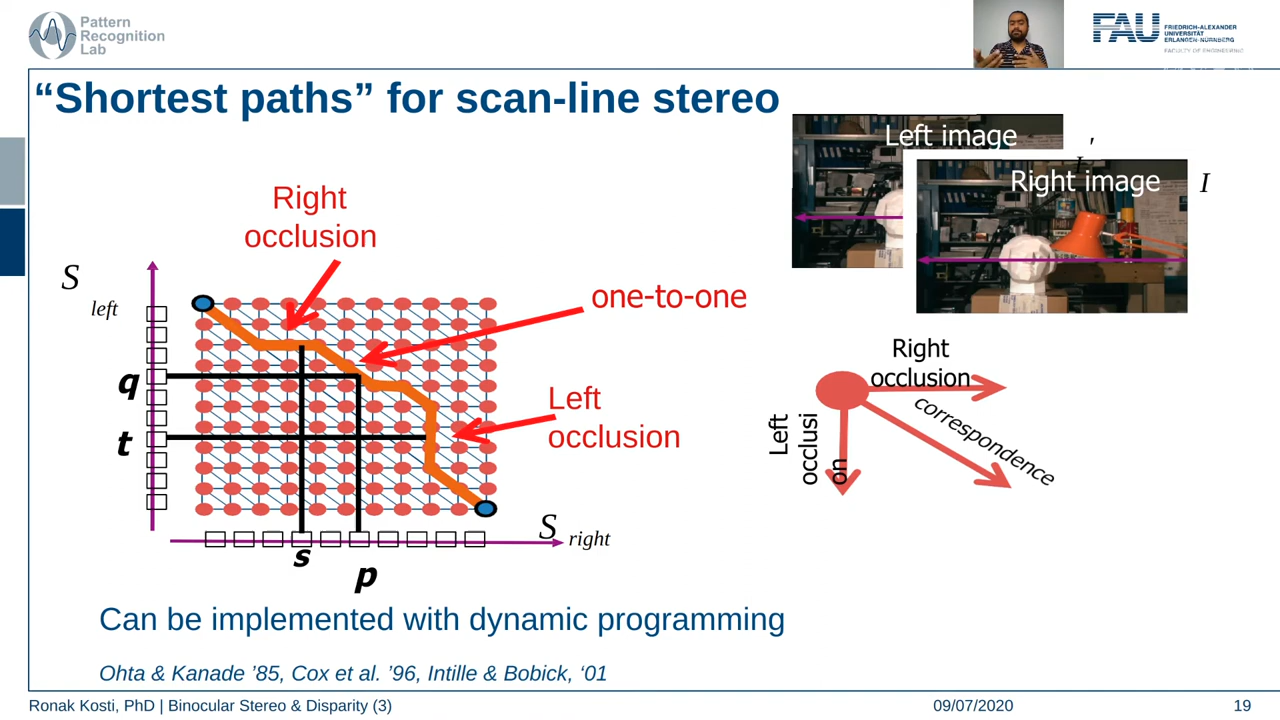 Pattern
Recognition
Lab
FAU
FRIEDRICH-ALEXANDER
UNIVERSITÄT
ERLANGEN-NÜRNBERG
FACULTY OF ENGINEERING
“Shortest paths” for scan-line stereo
Left image
I'
Right image
I
Right
occlusion
S left
one-to-one
q
Left
occlusion
t
S right
s
p
Right
occlusion
correspondence
Left
occlusi
on
Can be implemented with dynamic programming
Ohta & Kanade ’85, Cox et al. ’96, Intille & Bobick, ‘01
Ronak Kosti, PhD | Binocular Stereo & Disparity (3)
09/07/2020
19